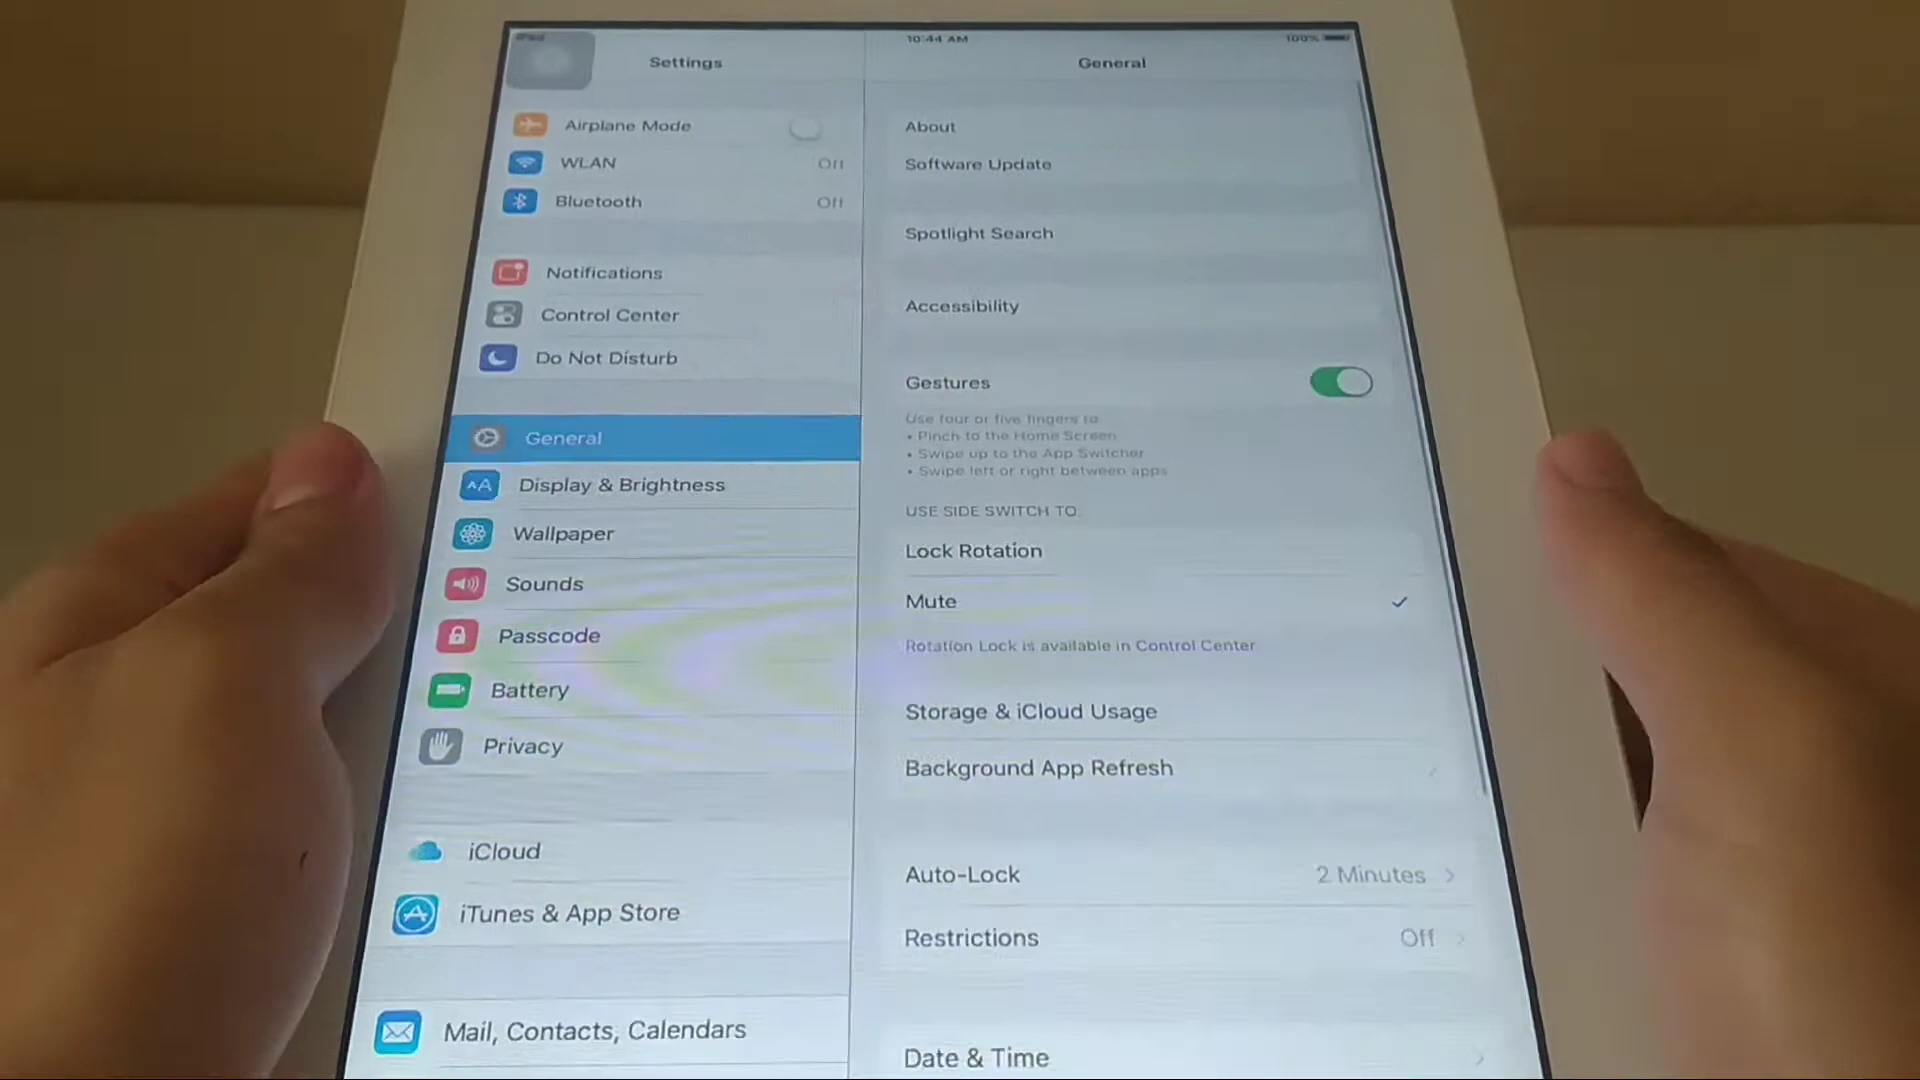 iPad
10:44 AM
100%
Settings
General
Airplane Mode
WLAN
Off
Bluetooth
Off
Notifications
Control Center
Do Not Disturb
General
Display & Brightness
AA
Wallpaper
Sounds
Passcode
Battery
Privacy
iCloud
iTunes & App Store
Mail, Contacts, Calendars
About
Software Update
Spotlight Search
Accessibility
Gestures
Use four or five fingers to:
• Pinch to the Home Screen
• Swipe up to the App Switcher
• Swipe left or right between apps
USE SIDE SWITCH TO:
Lock Rotation
Mute
Rotation Lock is available in Control Center
Storage & iCloud Usage
Background App Refresh
Auto-Lock
2 Minutes
Restrictions
Off
Date & Time